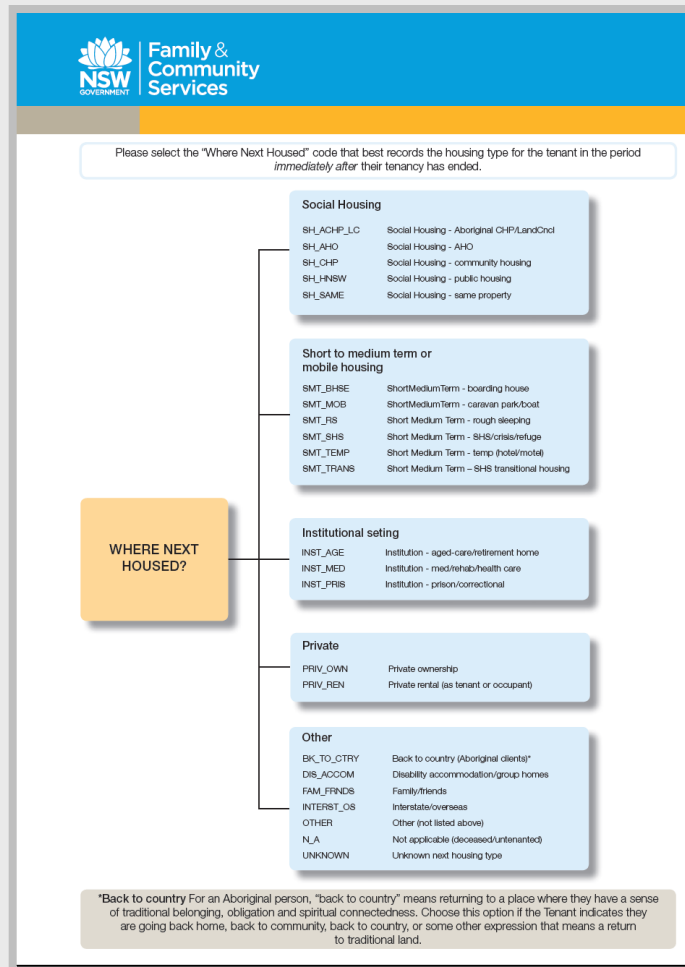 NSW
GOVERNMENT
Family &
Community
Services
Please select the “Where Next Housed” code that best records the housing type for the tenant in the period
immediately after their tenancy has ended.
WHERE NEXT
HOUSED?
Social Housing
SH_ACHP_LC Social Housing - Aboriginal CHP/LandCncl
SH_AHO Social Housing - AHO
SH_CHP Social Housing - community housing
SH_HNSW Social Housing - public housing
SH_SAME Social Housing - same property
Short to medium term or
mobile housing
SMT_BHSE ShortMediumTerm - boarding house
SMT_MOB ShortMediumTerm - caravan park/boat
SMT_RS Short Medium Term - rough sleeping
SMT_SHS Short Medium Term - SHS/crisis/refuge
SMT_TEMP Short Medium Term - temp (hotel/motel)
SMT_TRANS Short Medium Term – SHS transitional housing
Institutional seting
INST_AGE Institution - aged-care/retirement home
INST_MED Institution - med/rehab/health care
INST_PRIS Institution - prison/correctional
Private
PRIV_OWN Private ownership
PRIV_REN Private rental (as tenant or occupant)
Other
BK_TO_CTRY Back to country (Aboriginal clients)*
DIS_ACCOM Disability accommodation/group homes
FAM_FRNDS Family/friends
INTERST_OS Interstate/overseas
OTHER Other (not listed above)
N_A Not applicable (deceased/untenanted)
UNKNOWN Unknown next housing type
*Back to country For an Aboriginal person, “back to country” means returning to a place where they have a sense
of traditional belonging, obligation and spiritual connectedness. Choose this option if the Tenant indicates they
are going back home, back to community, back to country, or some other expression that means a return
to traditional land.